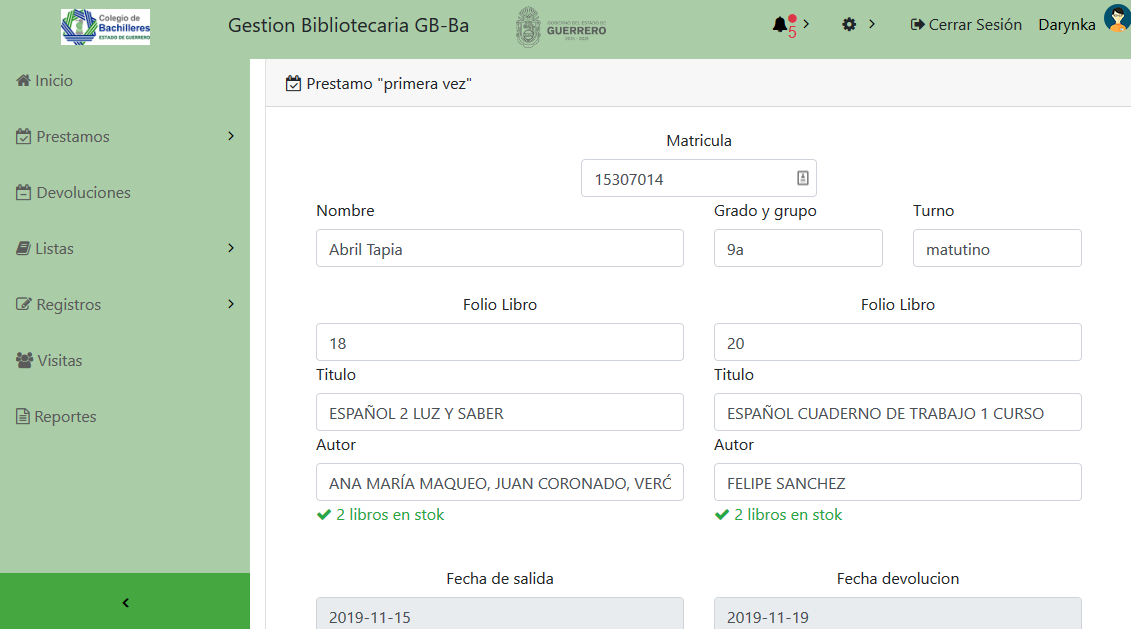 Colegio de
Bachilleres
ESTADO DE GUERRERO
Gestion Bibliotecaria GB-Ba
GOBIERNO DEL ESTADO DE
GUERRERO
5
Cerrar Sesión
Darynka
Inicio
Prestamos
Devoluciones
Listas
Registros
Visitas
Reportes
Prestamo "primera vez"
Matricula
15307014
Nombre
Grado y grupo
Turno
Abril Tapia
9a
matutino
Folio Libro
Folio Libro
18
20
Titulo
Titulo
ESPAÑOL 2 LUZ Y SABER
ESPAÑOL CUADERNO DE TRABAJO 1 CURSO
Autor
Autor
ANA MARÍA MAQUEO, JUAN CORONADO, VERÓ
FELIPE SANCHEZ
2 libros en stok
2 libros en stok
Fecha de salida
Fecha devolucion
2019-11-15
2019-11-19